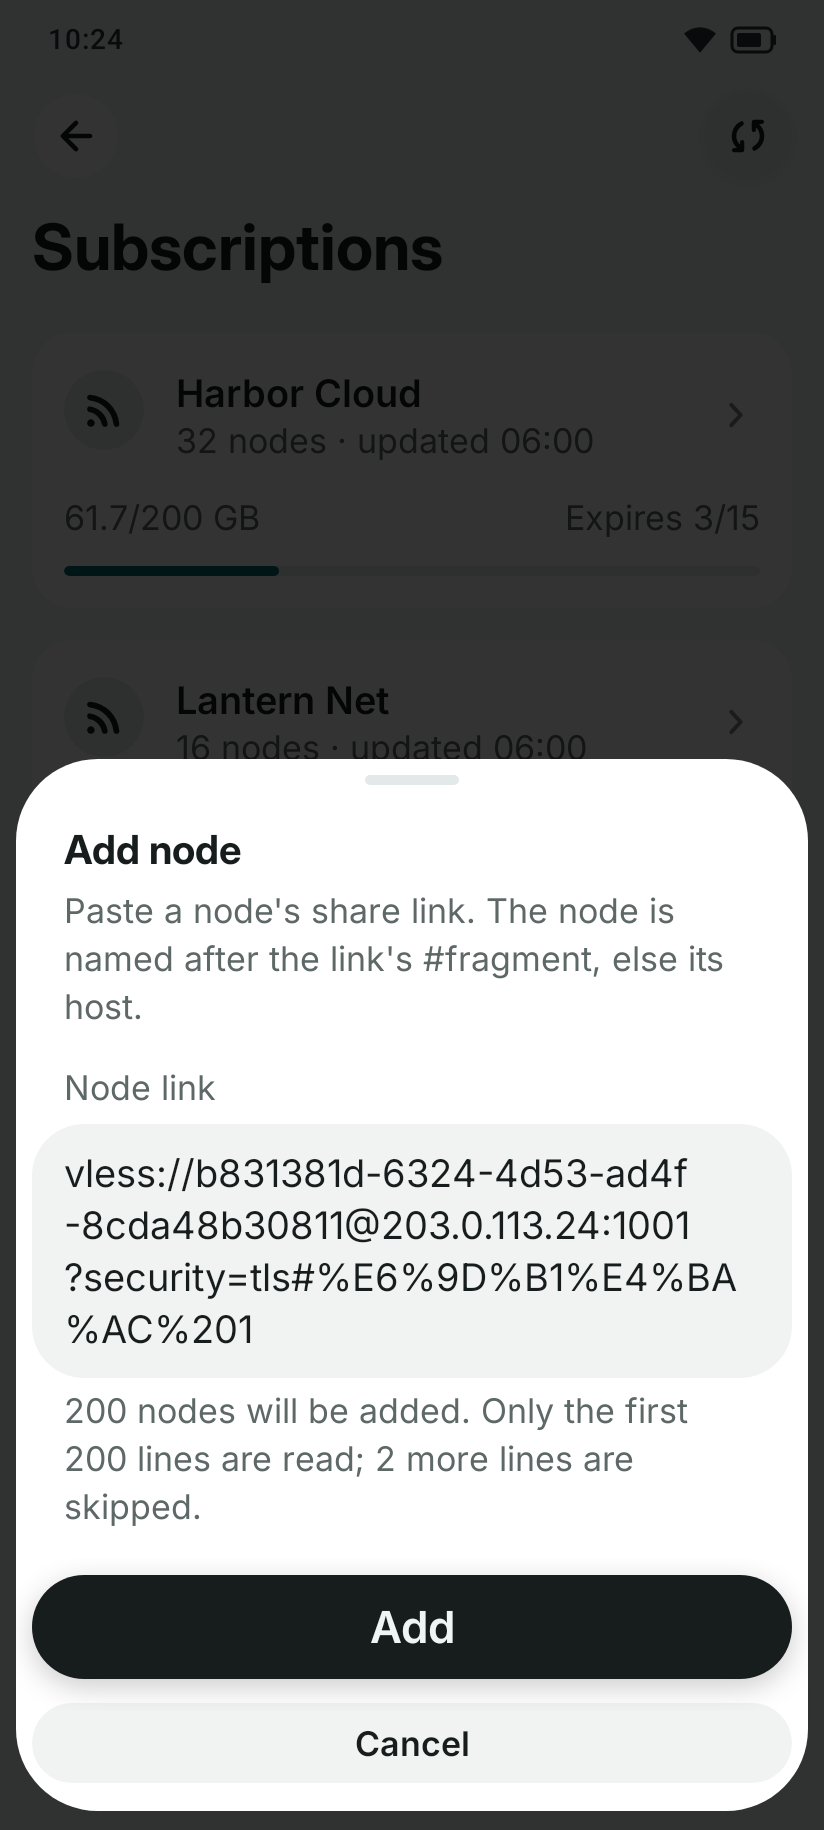 10:24
Subscriptions
Harbor Cloud
32 nodes · updated 06:00
61.7/200 GB
Expires 3/15
Lantern Net
16 nodes · updated 06:00
Add node
Paste a node's share link. The node is
named after the link's #fragment, else its
host.
Node link
vless://b831381d-6324-4d53-ad4f
-8cda48b30811@203.0.113.24:1001
?security=tls#%E6%9D%B1%E4%BA
%AC%201
200 nodes will be added. Only the first
200 lines are read; 2 more lines are
skipped.
Add
Cancel